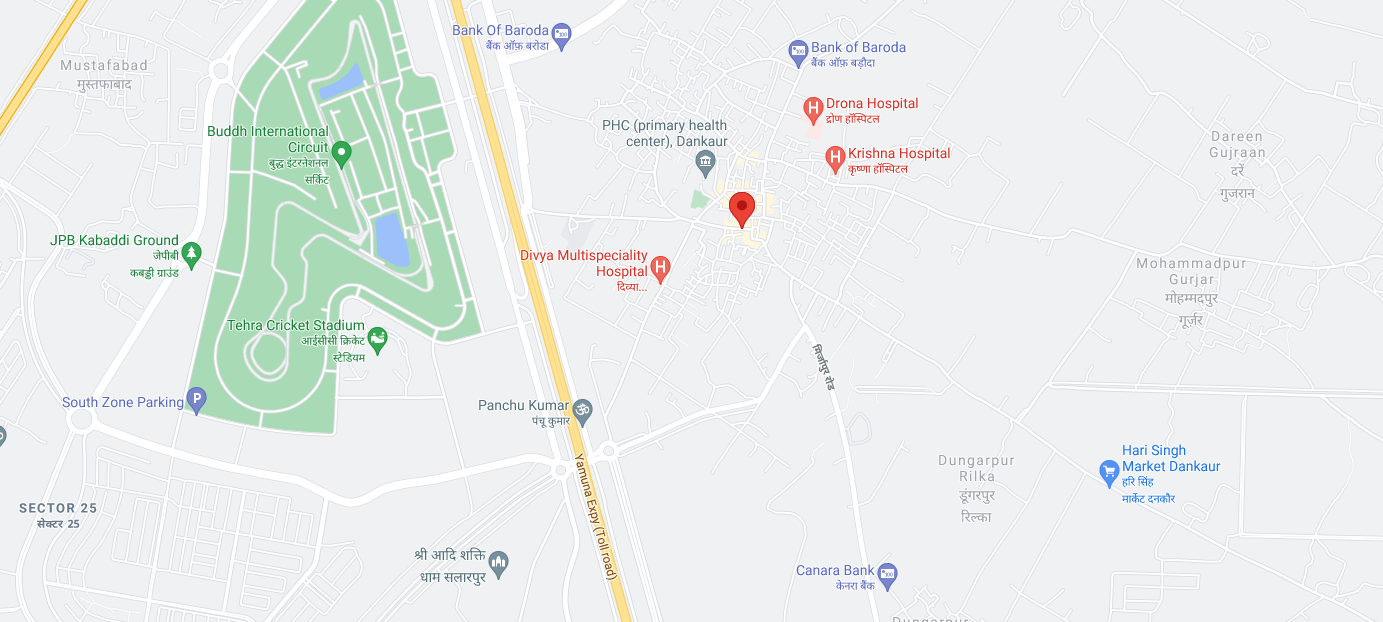 Bank Of Baroda
बैंक ऑफ़ बरोडा
Bank of Baroda
बैंक ऑफ़ बड़ौदा
Mustafabad
मुस्तफाबाद
Drona Hospital
द्रोण हॉस्पिटल
PHC (primary health
center), Dankaur
Buddh International
Circuit
बुद्ध इंटरनेशनल
सर्किट
Krishna Hospital
कृष्णा हॉस्पिटल
Dareen
Gujraan
दरें
गुजरान
JPB Kabaddi Ground
जेपीबी
कबड्डी ग्राउंड
Divya Multispeciality
Hospital
दिव्या...
Mohammadpur
Gurjar
मोहम्मदपुर
गूर्जर
Tehra Cricket Stadium
आईसीसी क्रिकेट
स्टेडियम
मिर्जापुर रोड
South Zone Parking
Panchu Kumar
पंचू कुमार
Yamuna Expy (Toll road)
Dungarpur
Rilka
डूंगरपुर
रिल्का
Hari Singh
Market Dankaur
हरि सिंह
मार्केट दनकौर
SECTOR 25
सेक्टर 25
श्री आदि शक्ति
धाम सलारपुर
Canara Bank
केनरा बैंक
Dungarpur